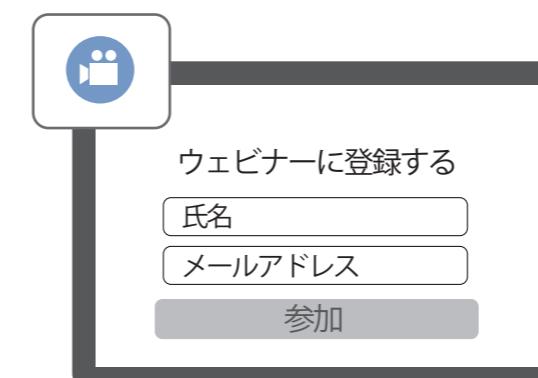 ウェビナーに登録する
氏名
メールアドレス
参加